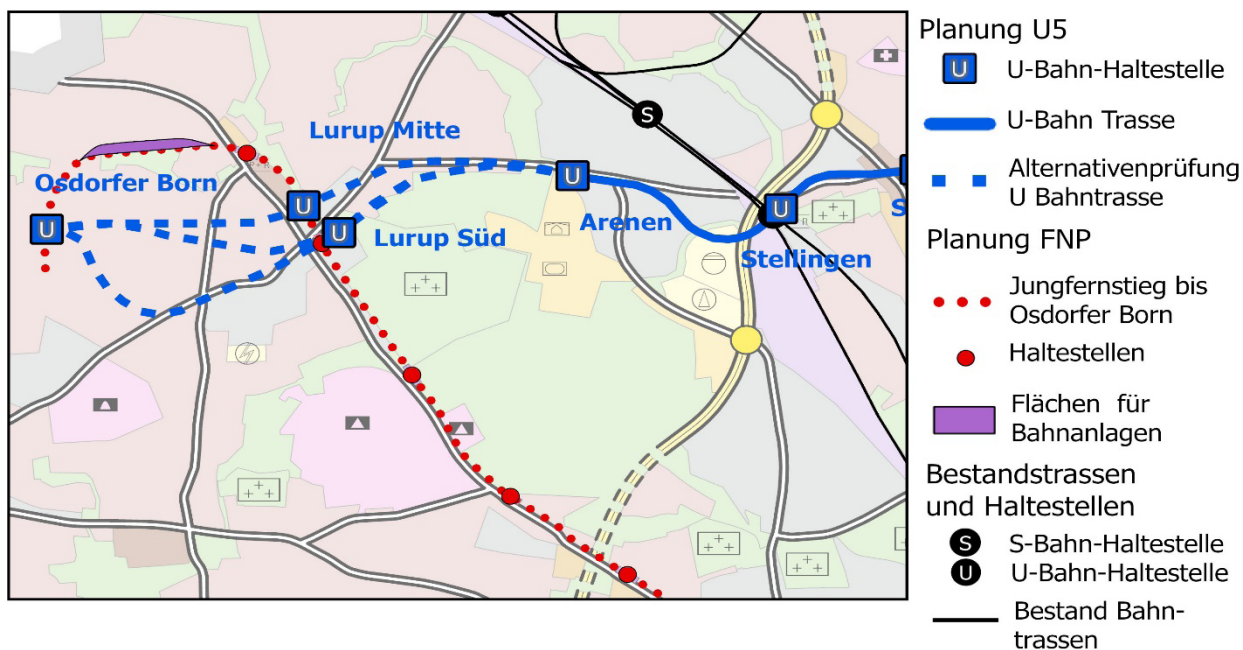 Lurup Mitte
Osdorfer Born
U
U
U
Lurup Süd
U
Arenen
S
U
S
Stellingen
Planung U5
U U-Bahn-Haltestelle
U-Bahn Trasse
Alternativenprüfung
U Bahntrasse
Planung FNP
Jungfernstieg bis
Osdorfer Born
Haltestellen
Flächen für
Bahnanlagen
Bestandstrassen
und Haltestellen
S S-Bahn-Haltestelle
U U-Bahn-Haltestelle
Bestand Bahn-
trassen